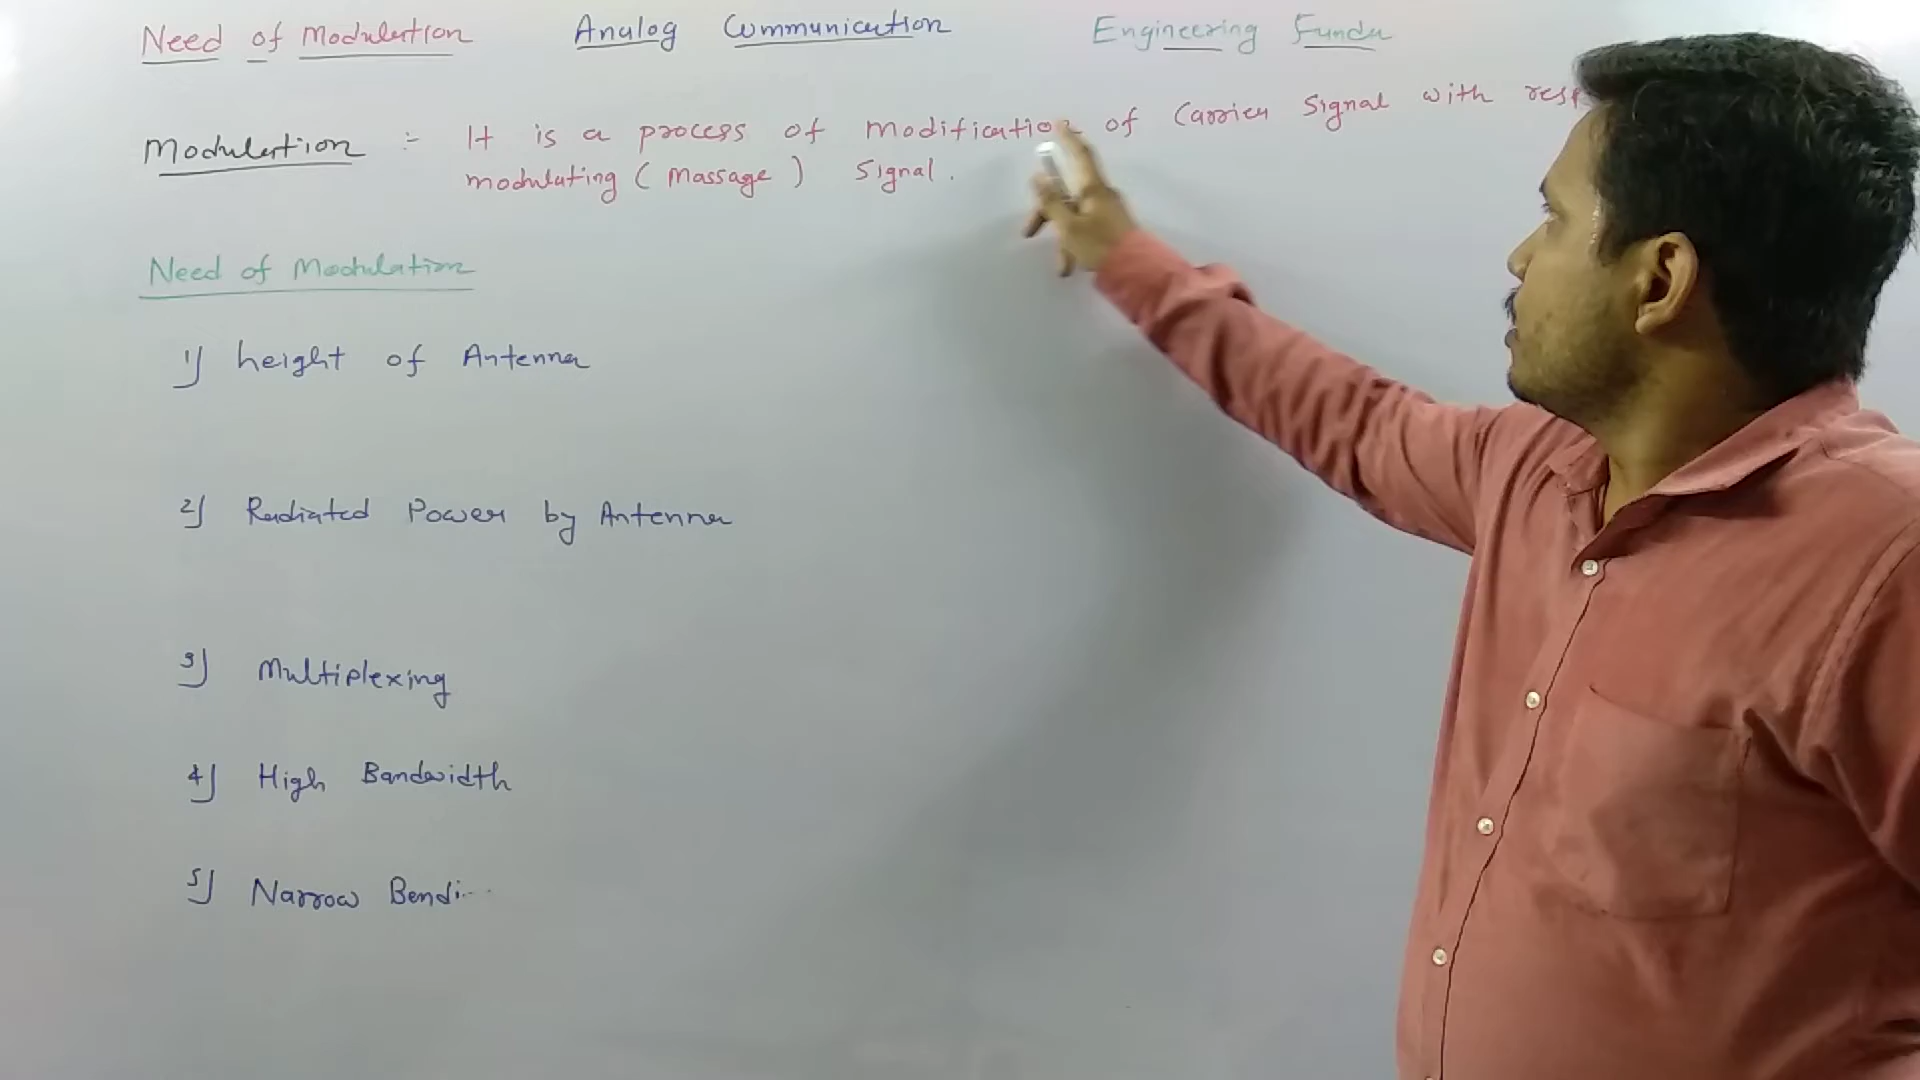 Need of Modulation Analog Communication Engineering Funda
Modulation :- It is a process of modification of Carrier Signal with resp
modulating (Massage) Signal.
Need of Modulation
1) height of Antenna
2) Radiated Power by Antenna
3) Multiplexing
4) High Bandwidth
5) Narrow Bandi...